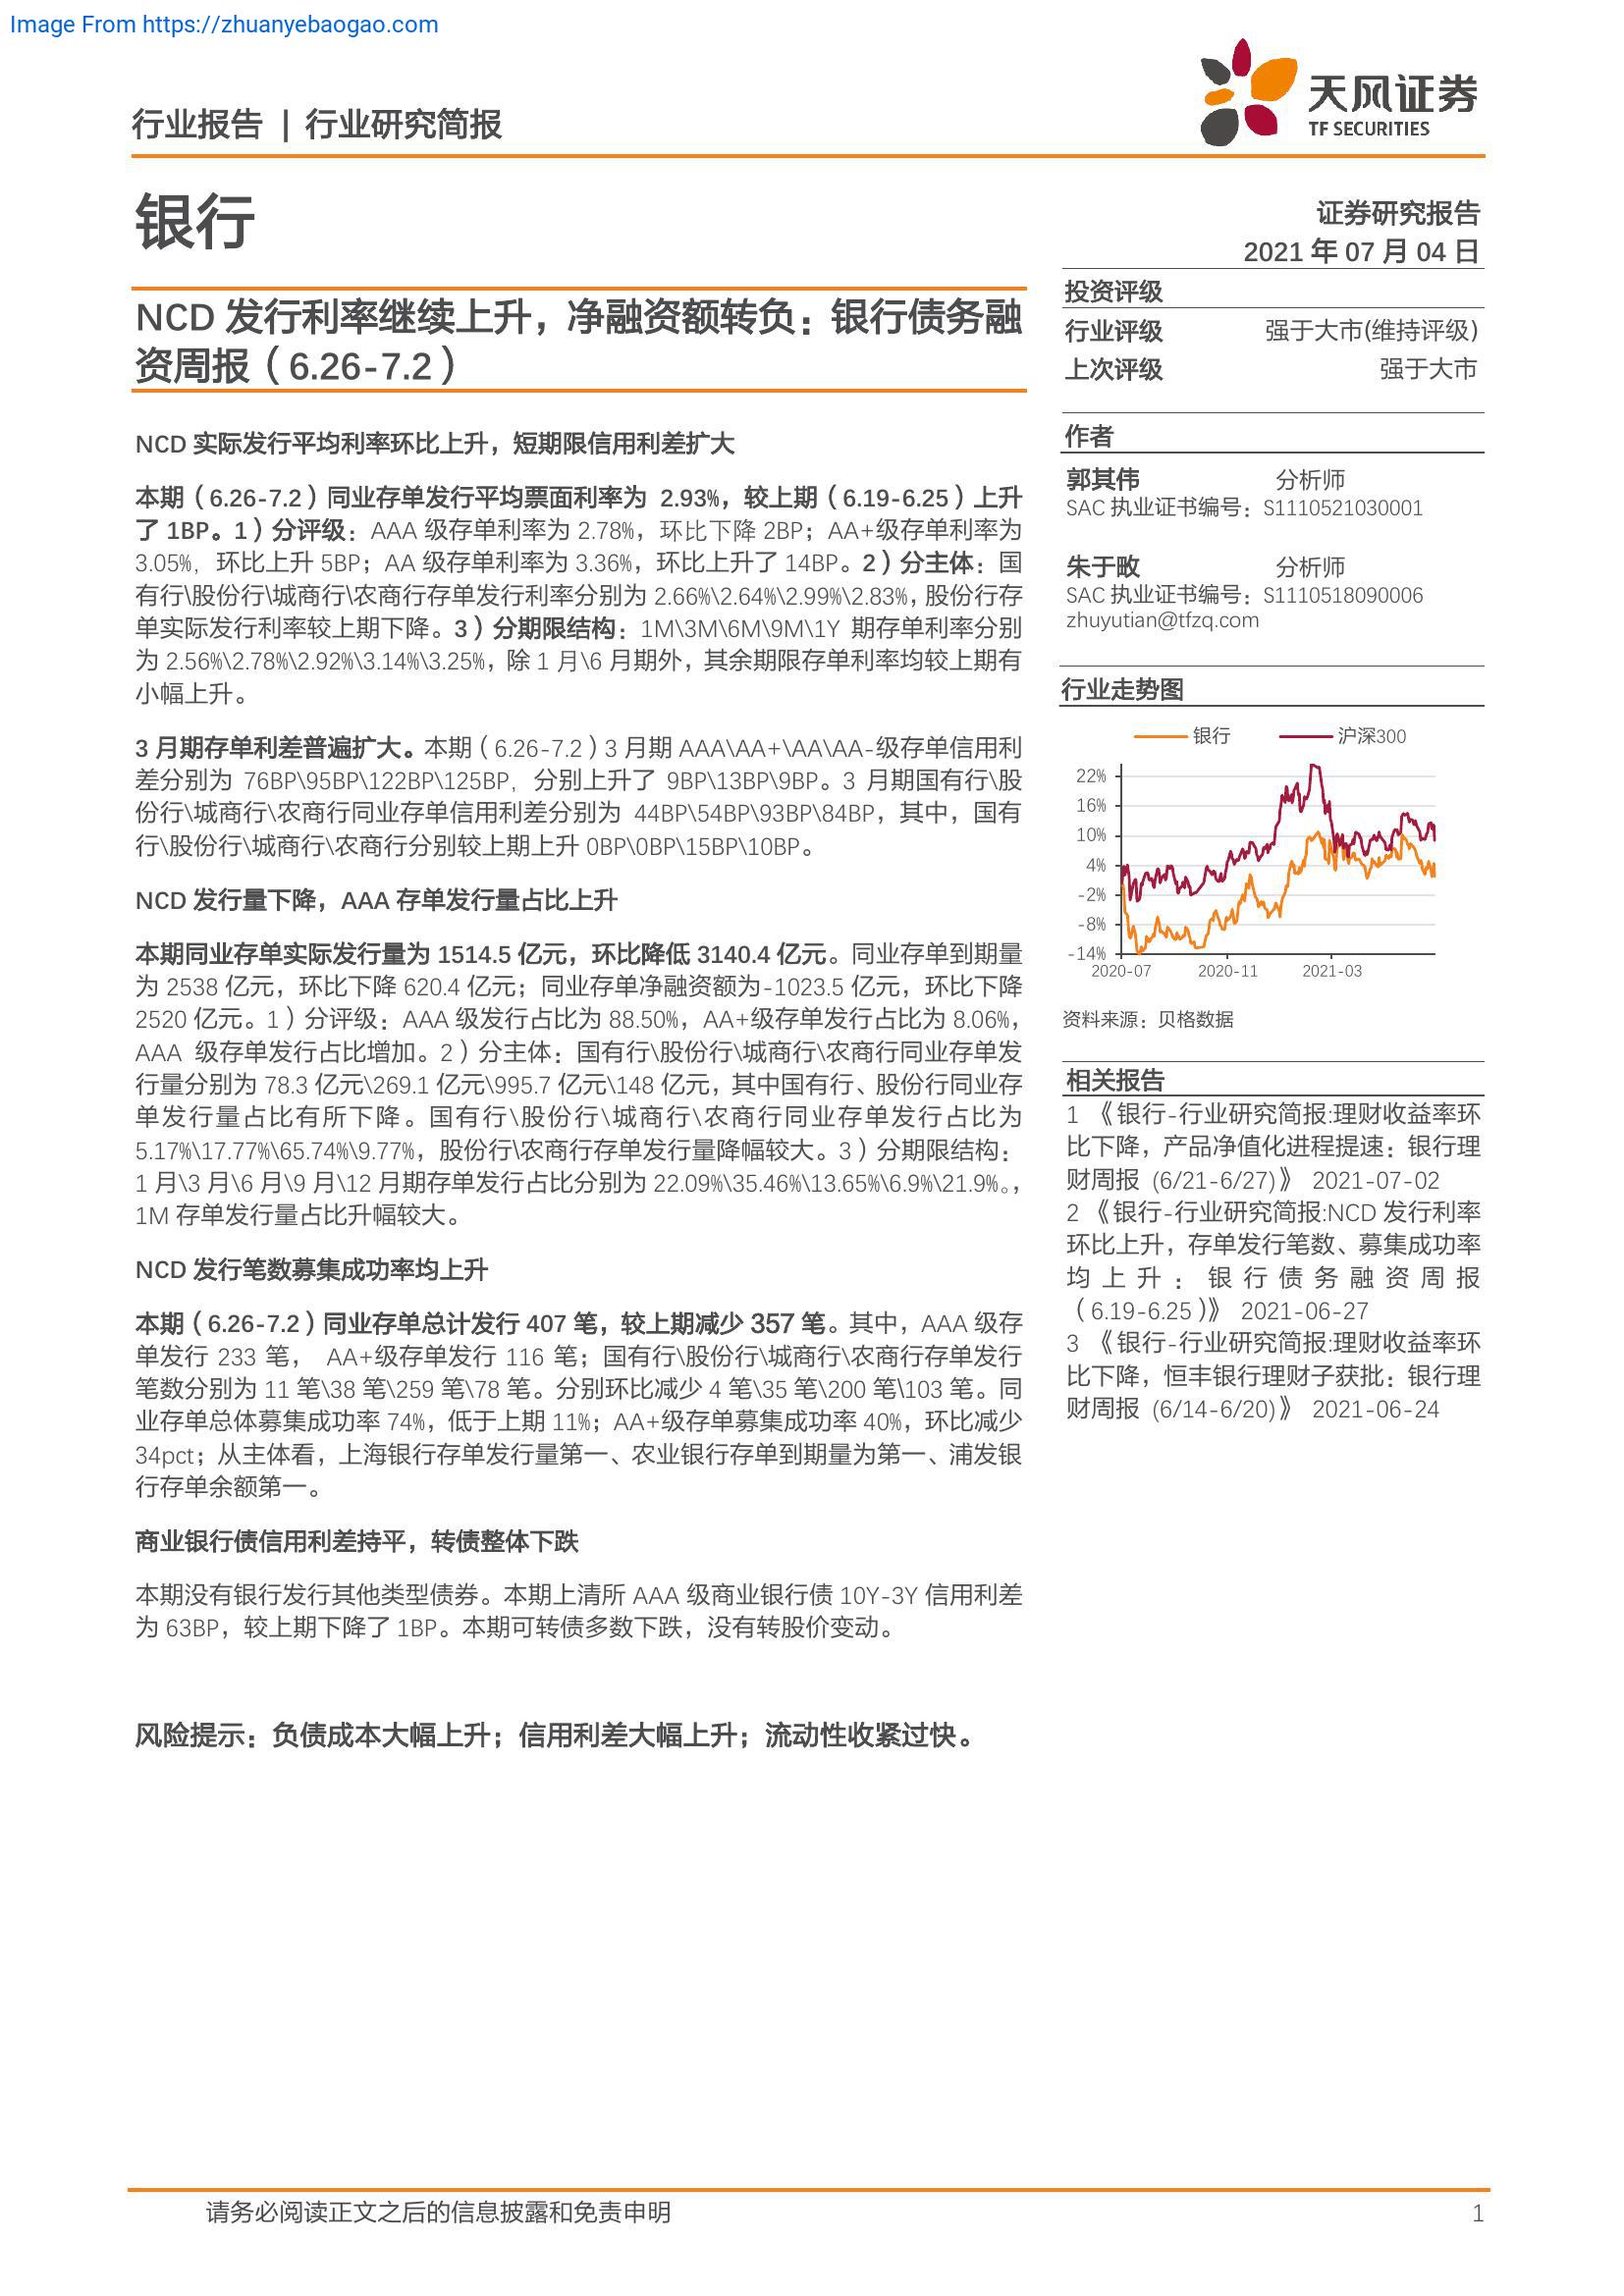 Image From https://zhuanyebaogao.com
行业报告 | 行业研究简报
天风证券
TF SECURITIES
银行
证券研究报告
2021 年 07 月 04 日
NCD 发行利率继续上升，净融资额转负：银行债务融
资周报（6.26-7.2）
NCD 实际发行平均利率环比上升，短期限信用利差扩大
本期（6.26-7.2）同业存单发行平均票面利率为 2.93%，较上期（6.19-6.25）上升
了 1BP。1）分评级：AAA 级存单利率为 2.78%，环比下降 2BP；AA+级存单利率为
3.05%，环比上升 5BP；AA 级存单利率为 3.36%，环比上升了 14BP。2）分主体：国
有行\股份行\城商行\农商行存单发行利率分别为 2.66%\2.64%\2.99%\2.83%，股份行存
单实际发行利率较上期下降。3）分期限结构：1M\3M\6M\9M\1Y 期存单利率分别
为 2.56%\2.78%\2.92%\3.14%\3.25%，除 1 月\6 月期外，其余期限存单利率均较上期有
小幅上升。
3 月期存单利差普遍扩大。本期（6.26-7.2）3 月期 AAA\AA+\AA\AA-级存单信用利
差分别为 76BP\95BP\122BP\125BP，分别上升了 9BP\13BP\9BP。3 月期国有行\股
份行\城商行\农商行同业存单信用利差分别为 44BP\54BP\93BP\84BP，其中，国有
行\股份行\城商行\农商行分别较上期上升 0BP\0BP\15BP\10BP。
NCD 发行量下降，AAA 存单发行量占比上升
本期同业存单实际发行量为 1514.5 亿元，环比降低 3140.4 亿元。同业存单到期量
为 2538 亿元，环比下降 620.4 亿元；同业存单净融资额为-1023.5 亿元，环比下降
2520 亿元。1）分评级：AAA 级发行占比为 88.50%，AA+级存单发行占比为 8.06%，
AAA 级存单发行占比增加。2）分主体：国有行\股份行\城商行\农商行同业存单发
行量分别为 78.3 亿元\269.1 亿元\995.7 亿元\148 亿元，其中国有行、股份行同业存
单发行量占比有所下降。国有行\股份行\城商行\农商行同业存单发行占比为
5.17%\17.77%\65.74%\9.77%，股份行\农商行存单发行量降幅较大。3）分期限结构：
1 月\3 月\6 月\9 月\12 月期存单发行占比分别为 22.09%\35.46%\13.65%\6.9%\21.9%。，
1M 存单发行量占比升幅较大。
NCD 发行笔数募集成功率均上升
本期（6.26-7.2）同业存单总计发行 407 笔，较上期减少 357 笔。其中，AAA 级存
单发行 233 笔， AA+级存单发行 116 笔；国有行\股份行\城商行\农商行存单发行
笔数分别为 11 笔\38 笔\259 笔\78 笔。分别环比减少 4 笔\35 笔\200 笔\103 笔。同
业存单总体募集成功率 74%，低于上期 11%；AA+级存单募集成功率 40%，环比减少
34pct；从主体看，上海银行存单发行量第一、农业银行存单到期量为第一、浦发银
行存单余额第一。
商业银行债信用利差持平，转债整体下跌
本期没有银行发行其他类型债券。本期上清所 AAA 级商业银行债 10Y-3Y 信用利差
为 63BP，较上期下降了 1BP。本期可转债多数下跌，没有转股价变动。
风险提示：负债成本大幅上升；信用利差大幅上升；流动性收紧过快。
投资评级
行业评级 强于大市(维持评级)
上次评级 强于大市
作者
郭其伟 分析师
SAC 执业证书编号：S1110521030001
朱于畋 分析师
SAC 执业证书编号：S1110518090006
zhuyutian@tfzq.com
行业走势图
银行 沪深300
22%
16%
10%
4%
-2%
-8%
-14%
2020-07 2020-11 2021-03
资料来源：贝格数据
相关报告
1 《银行-行业研究简报:理财收益率环
比下降，产品净值化进程提速：银行理
财周报 (6/21-6/27)》 2021-07-02
2 《银行-行业研究简报:NCD 发行利率
环比上升，存单发行笔数、募集成功率
均上升：银行债务融资周报
（6.19-6.25）》 2021-06-27
3 《银行-行业研究简报:理财收益率环
比下降，恒丰银行理财子获批：银行理
财周报 (6/14-6/20)》 2021-06-24
请务必阅读正文之后的信息披露和免责申明
1